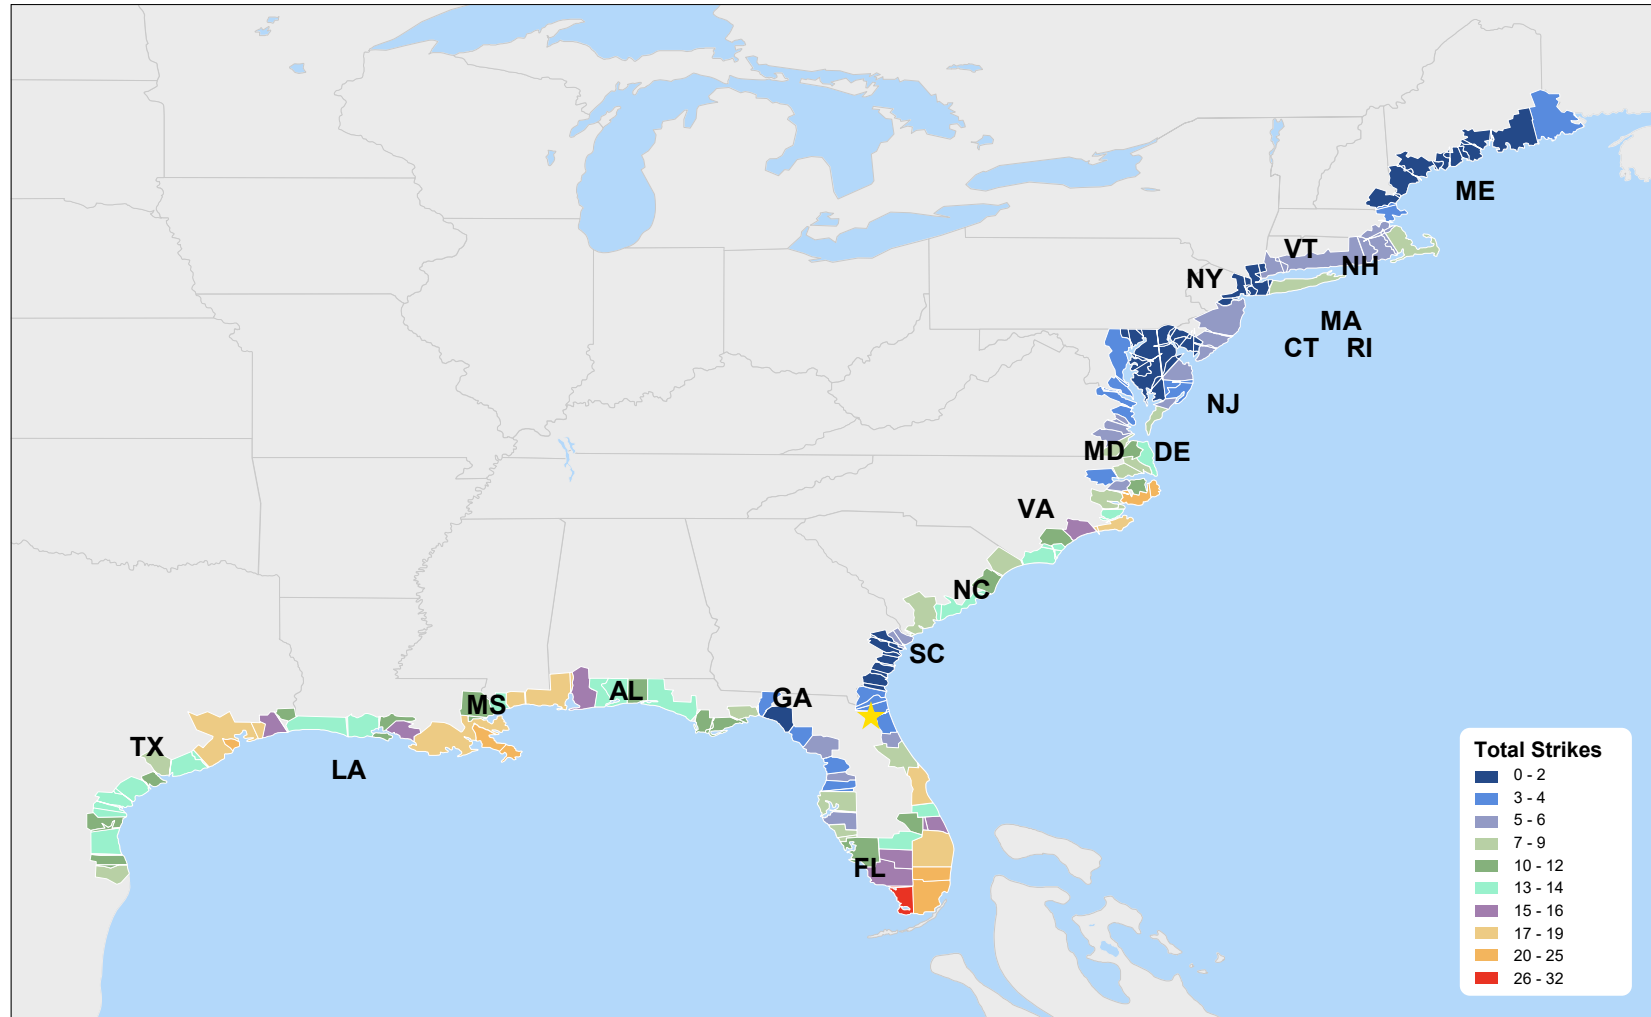 ME
VT
NH
NY
MA
CT RI
NJ
MD DE
VA
NC
SC
MS AL GA
TX
LA
FL
Total Strikes
0 - 2
3 - 4
5 - 6
7 - 9
10 - 12
13 - 14
15 - 16
17 - 19
20 - 25
26 - 32